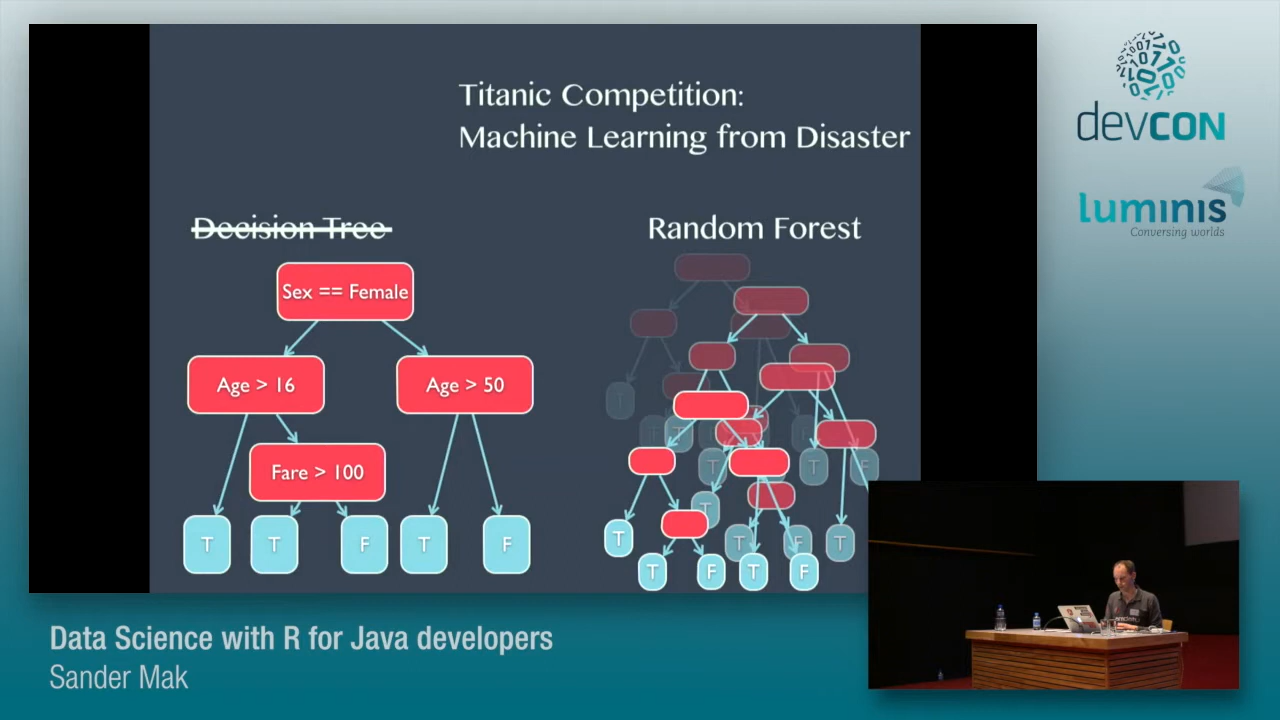 Titanic Competition:
Machine Learning from Disaster
Decision Tree
Random Forest
Sex == Female
Age > 16
Age > 50
Fare > 100
T
T
F
T
F
T
T
T
T
F
T
T
F
T
T
F
T
F
devCON
luminis
Conversing worlds
Data Science with R for Java developers
Sander Mak